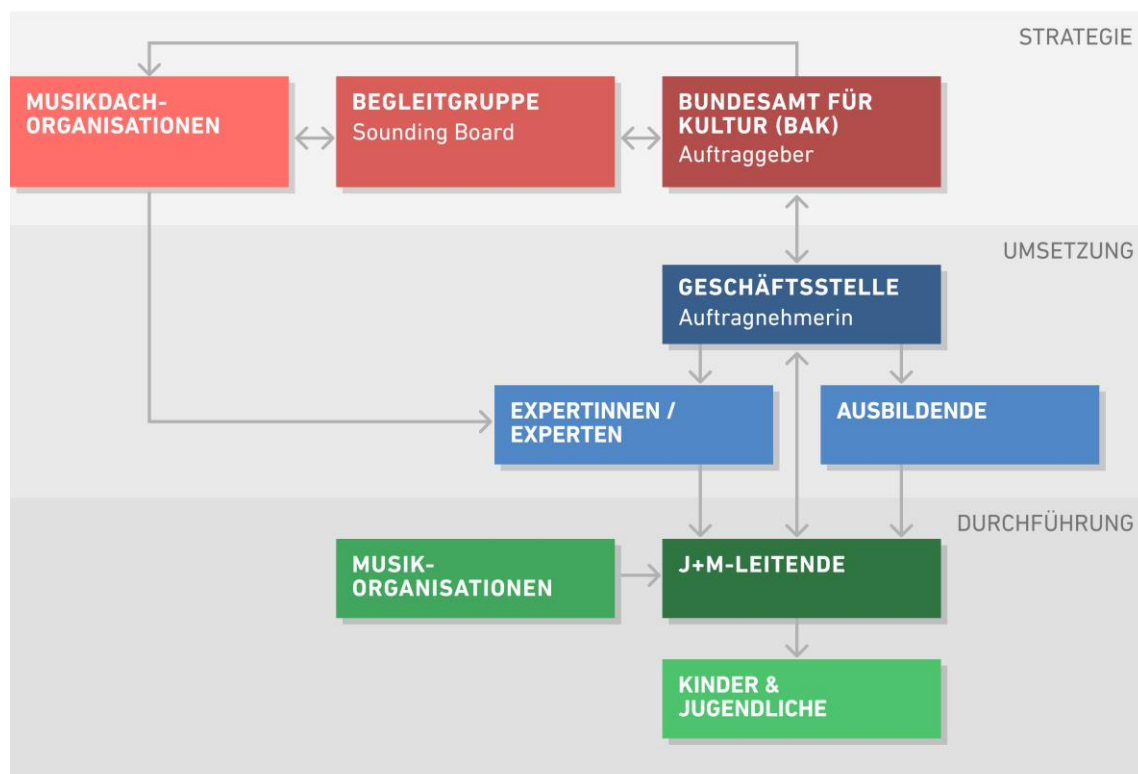 STRATEGIE
MUSIKDACH-
ORGANISATIONEN
BEGLEITGRUPPE
Sounding Board
BUNDESAMT FÜR
KULTUR (BAK)
Auftraggeber
UMSETZUNG
GESCHÄFTSSTELLE
Auftragnehmerin
EXPERTINNEN /
EXPERTEN
AUSBILDENDE
DURCHFÜHRUNG
MUSIK-
ORGANISATIONEN
J+M-LEITENDE
KINDER &
JUGENDLICHE